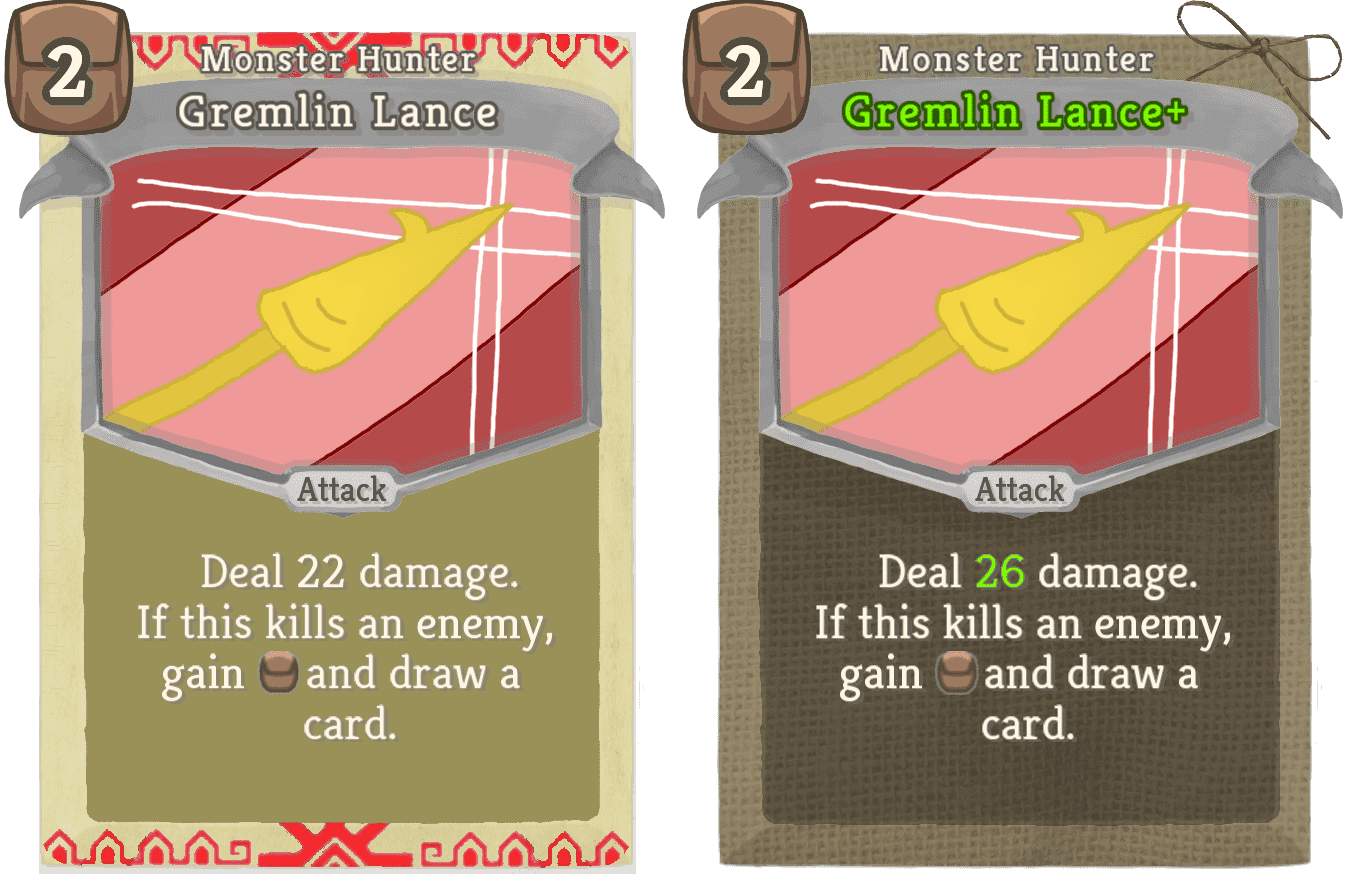 2
Monster Hunter
Gremlin Lance
Attack
Deal 22 damage.
If this kills an enemy,
gain and draw a
card.
2
Monster Hunter
Gremlin Lance+
Attack
Deal 26 damage.
If this kills an enemy,
gain and draw a
card.